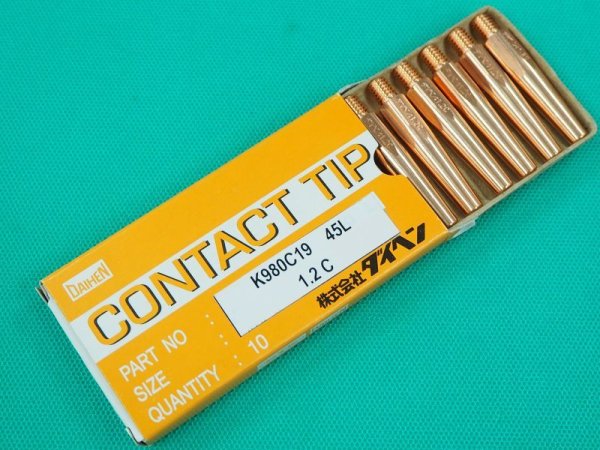 DAIHEN
CONTACT TIP
PART NO : K980C19 45L
SIZE : 1.2 C
QUANTITY : 10
株式会社ダイヘン